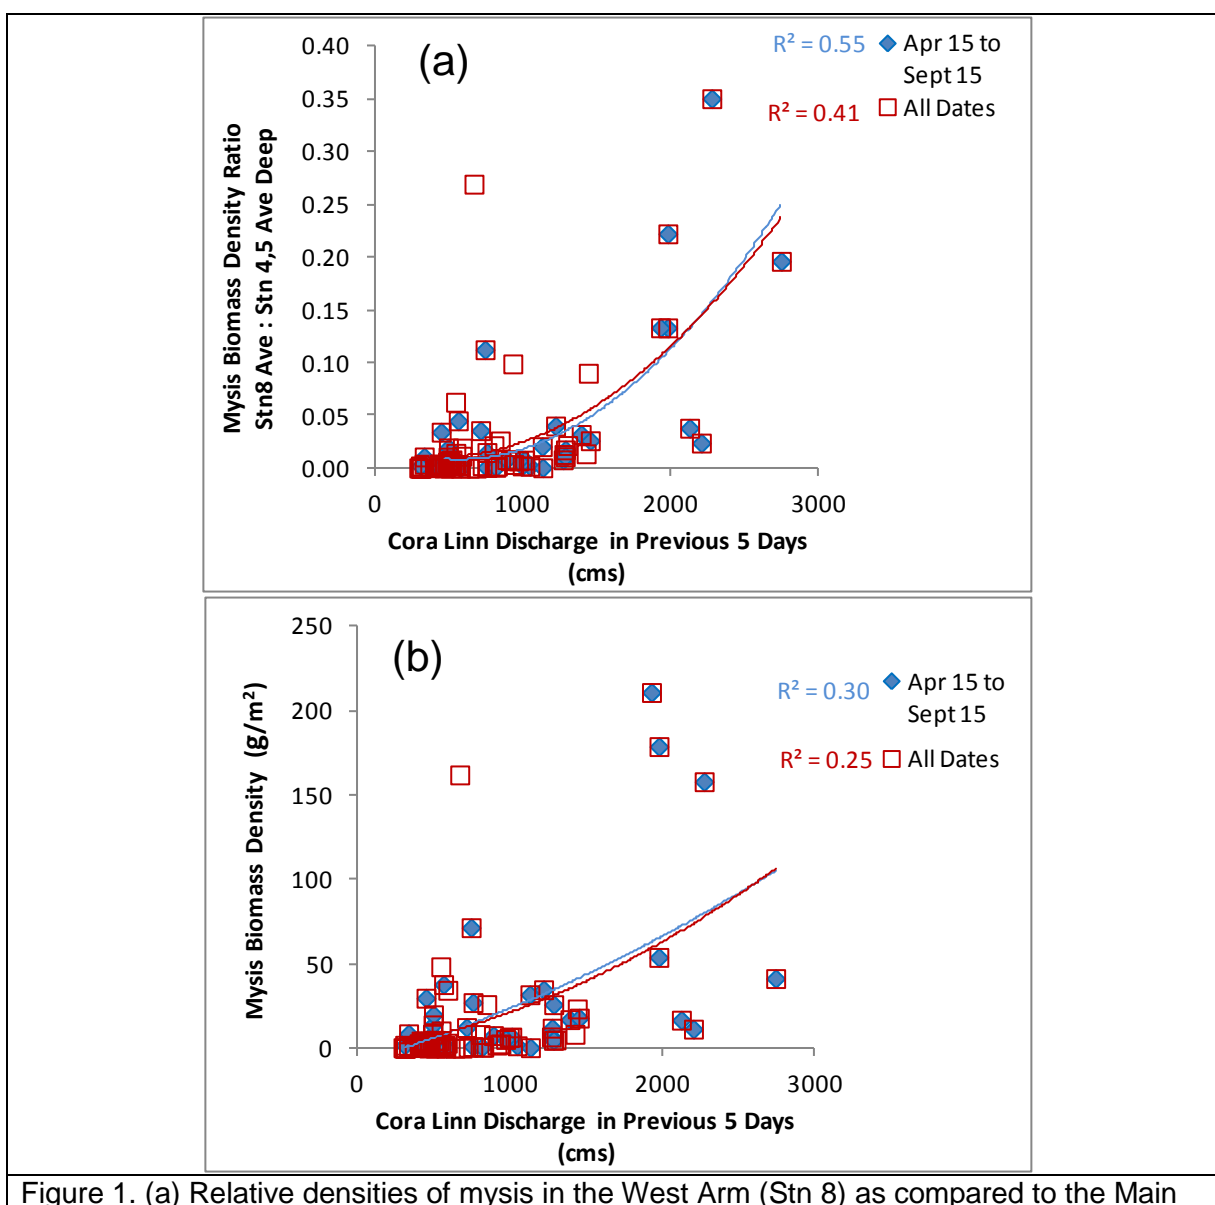 (a)
R² = 0.55
Apr 15 to
Sept 15
R² = 0.41
All Dates
0.40
0.35
0.30
0.25
0.20
0.15
0.10
0.05
0.00
Mysis Biomass Density Ratio
Stn8 Ave : Stn 4,5 Ave Deep
0
1000
2000
3000
Cora Linn Discharge in Previous 5 Days
(cms)
(b)
R² = 0.30
Apr 15 to
Sept 15
R² = 0.25
All Dates
250
200
150
100
50
0
Mysis Biomass Density (g/m²)
0
1000
2000
3000
Cora Linn Discharge in Previous 5 Days
(cms)
Figure 1. (a) Relative densities of mysis in the West Arm (Stn 8) as compared to the Main